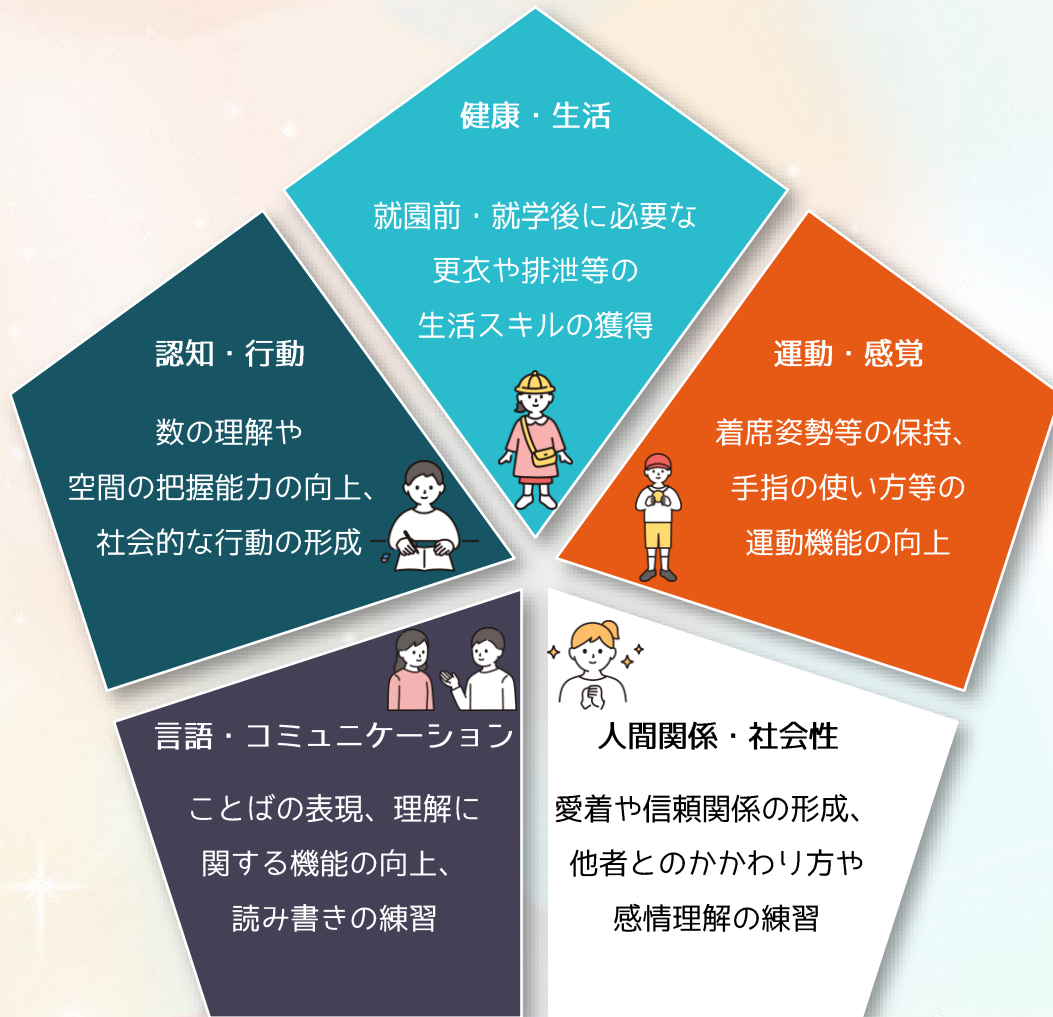 健康・生活
就園前・就学後に必要な
更衣や排泄等の
生活スキルの獲得
認知・行動
数の理解や
空間の把握能力の向上、
社会的な行動の形成
運動・感覚
着席姿勢等の保持、
手指の使い方等の
運動機能の向上
言語・コミュニケーション
ことばの表現、理解に
関する機能の向上、
読み書きの練習
人間関係・社会性
愛着や信頼関係の形成、
他者とのかかわり方や
感情理解の練習